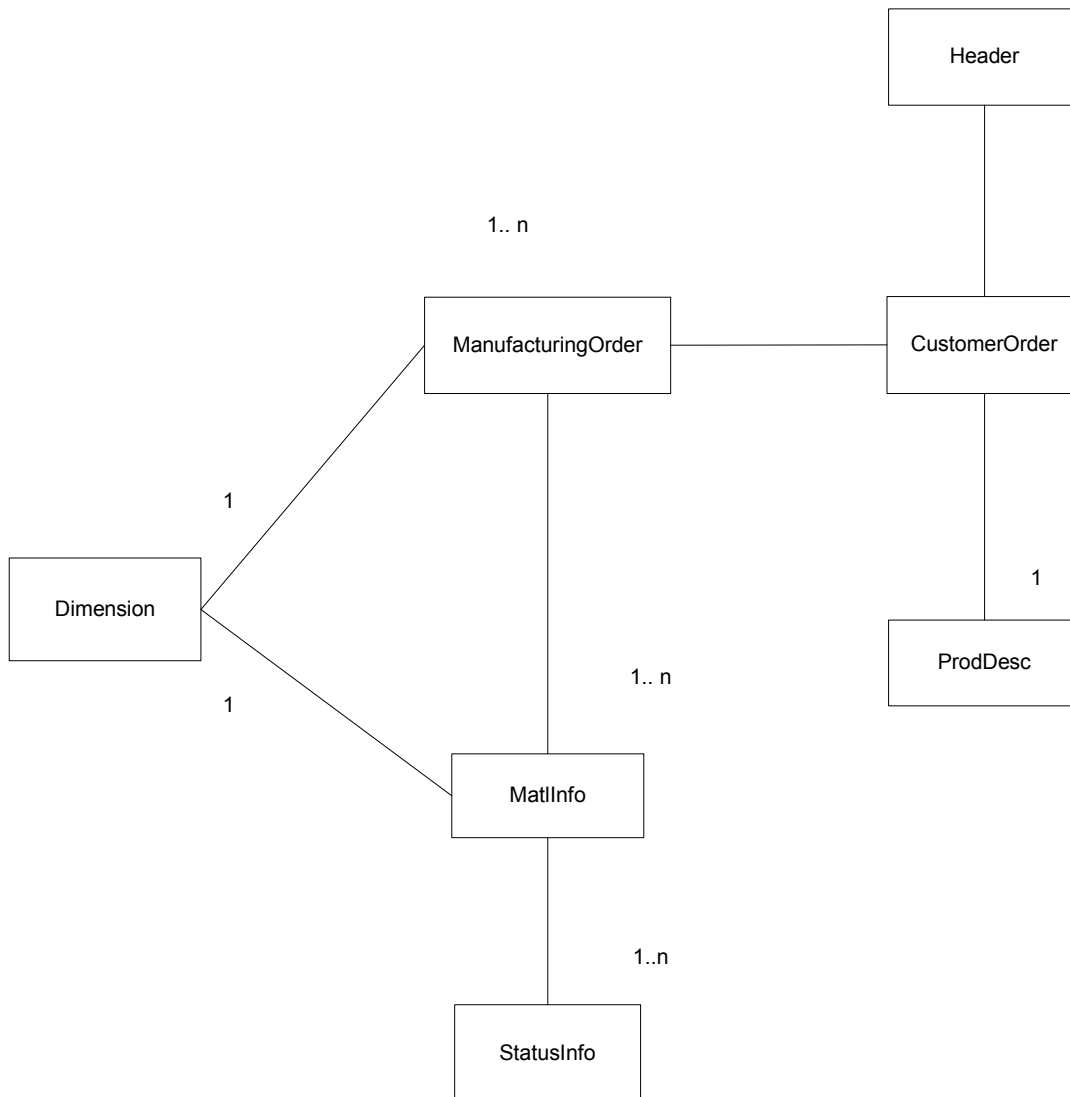 Header
1.. n
ManufacturingOrder
CustomerOrder
1
Dimension
1
ProdDesc
1.. n
1
MatlInfo
1..n
StatusInfo